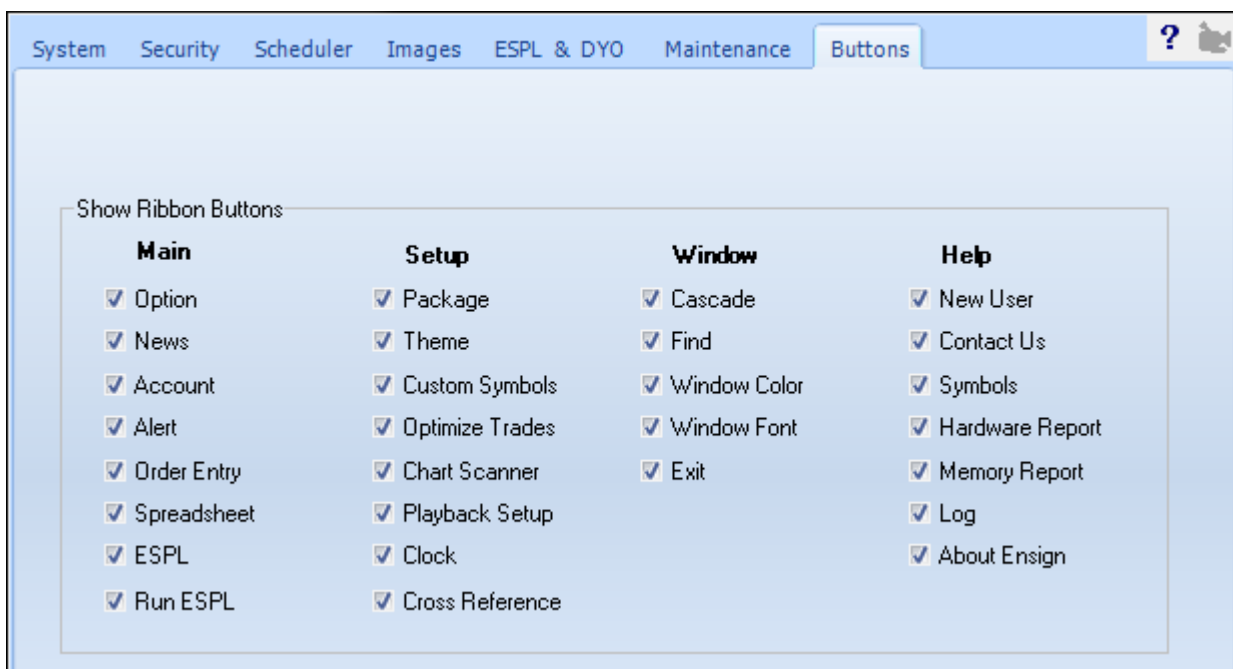 System Security Scheduler Images ESPL & DYO Maintenance Buttons ?
Show Ribbon Buttons
Main Setup Window Help
Option Package Cascade New User
News Theme Find Contact Us
Account Custom Symbols Window Color Symbols
Alert Optimize Trades Window Font Hardware Report
Order Entry Chart Scanner Exit Memory Report
Spreadsheet Playback Setup Log
ESPL Clock About Ensign
Run ESPL Cross Reference